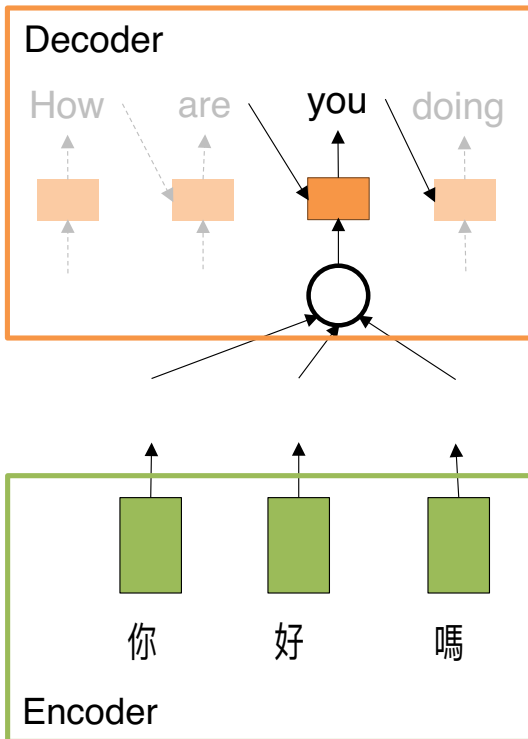 Decoder
How are you doing
你 好 嗎
Encoder